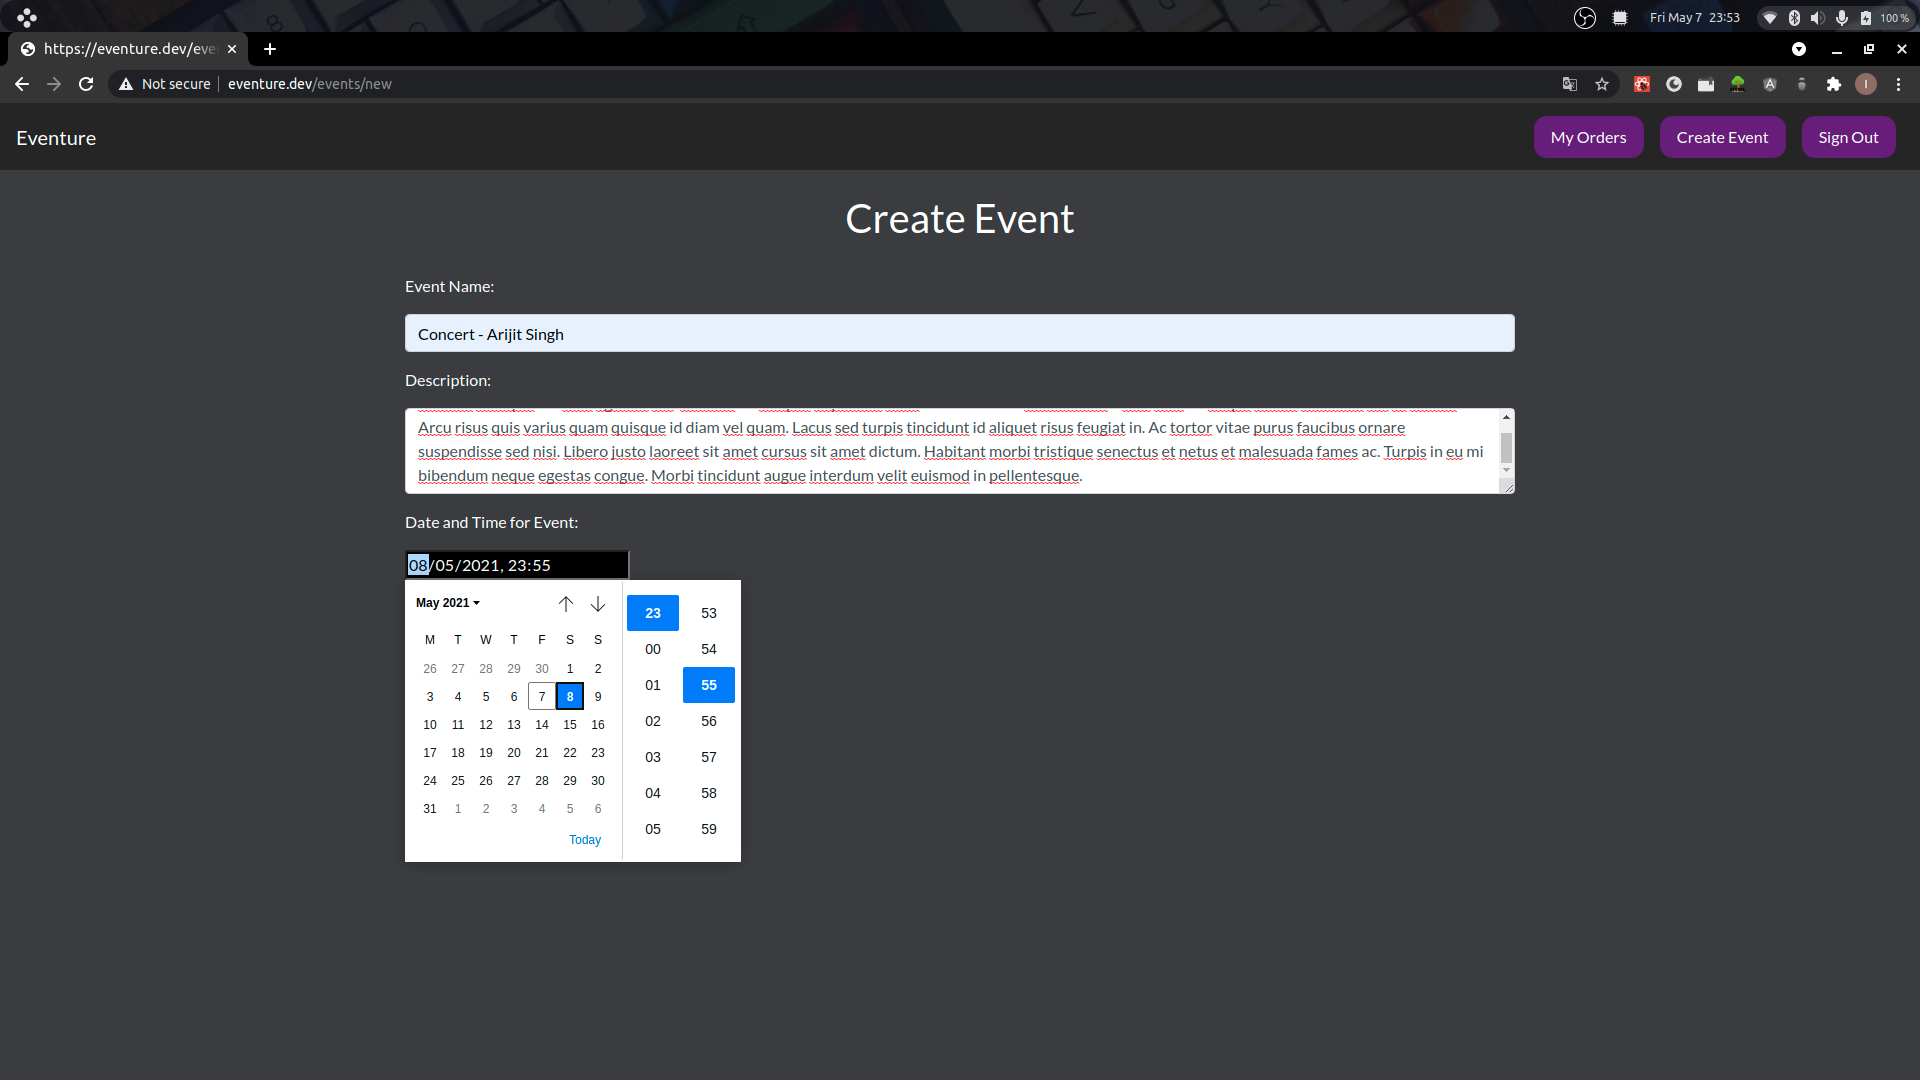 Fri May 7 23:53
100 %
https://eventure.dev/eve
Not secure
eventure.dev/events/new
I
Eventure
My Orders
Create Event
Sign Out
Create Event
Event Name:
Concert - Arijit Singh
Description:
Arcu risus quis varius quam quisque id diam vel quam. Lacus sed turpis tincidunt id aliquet risus feugiat in. Ac tortor vitae purus faucibus ornare
suspendisse sed nisi. Libero justo laoreet sit amet cursus sit amet dictum. Habitant morbi tristique senectus et netus et malesuada fames ac. Turpis in eu mi
bibendum neque egestas congue. Morbi tincidunt augue interdum velit euismod in pellentesque.
Date and Time for Event:
08/05/2021, 23:55
May 2021
M T W T F S S
26 27 28 29 30 1 2
3 4 5 6 7 8 9
10 11 12 13 14 15 16
17 18 19 20 21 22 23
24 25 26 27 28 29 30
31 1 2 3 4 5 6
Today
23 53
00 54
01 55
02 56
03 57
04 58
05 59